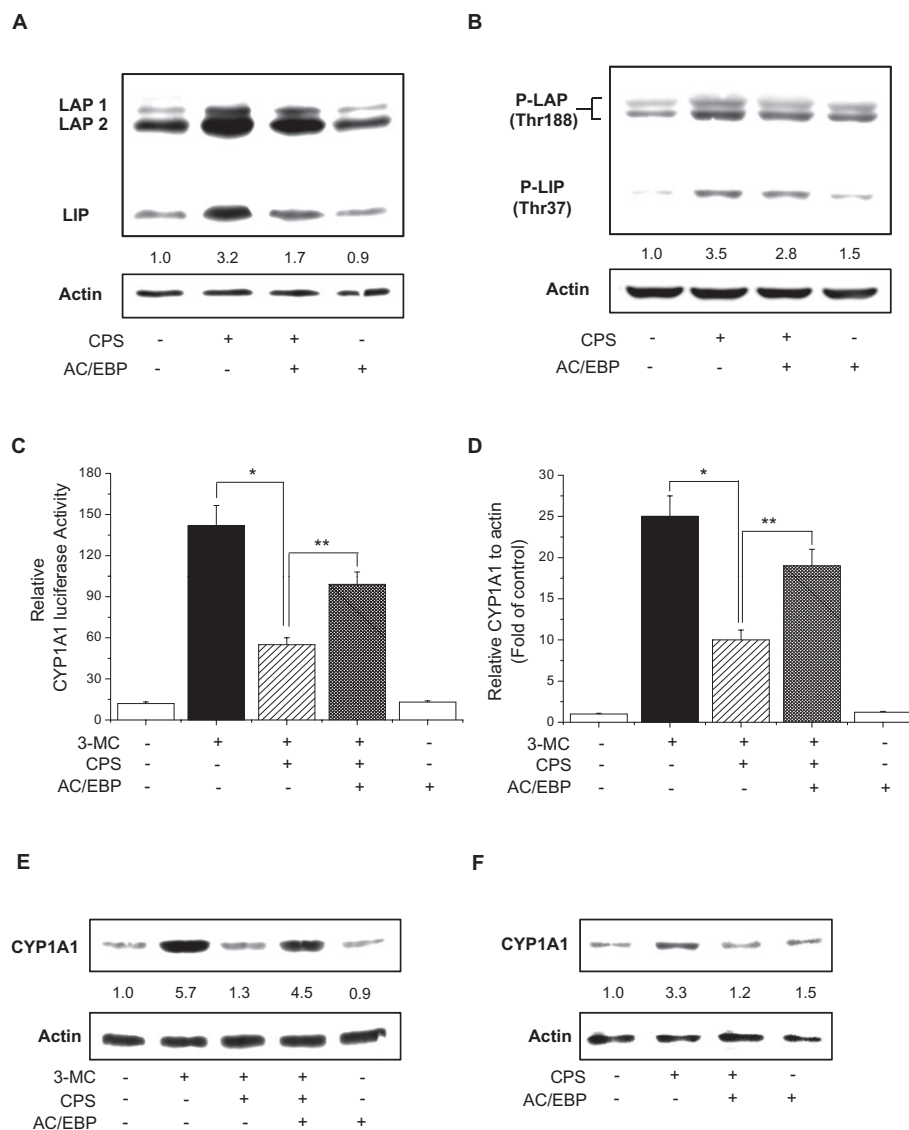 A
LAP 1
LAP 2
LIP
1.0 3.2 1.7 0.9
Actin
CPS - + + -
AC/EBP - - + +
B
P-LAP
(Thr188)
P-LIP
(Thr37)
1.0 3.5 2.8 1.5
Actin
CPS - + + -
AC/EBP - - + +
C
Relative
CYP1A1 luciferase Activity
180
150
120
90
60
30
0
*
**
3-MC - + + + -
CPS - - + + -
AC/EBP - - - + +
D
Relative CYP1A1 to actin
(Fold of control)
30
25
20
15
10
5
0
*
**
3-MC - + + + -
CPS - - + + -
AC/EBP - - - + +
E
CYP1A1
1.0 5.7 1.3 4.5 0.9
Actin
3-MC - + + + -
CPS - - + + -
AC/EBP - - - + +
F
CYP1A1
1.0 3.3 1.2 1.5
Actin
CPS - + + -
AC/EBP - - + +